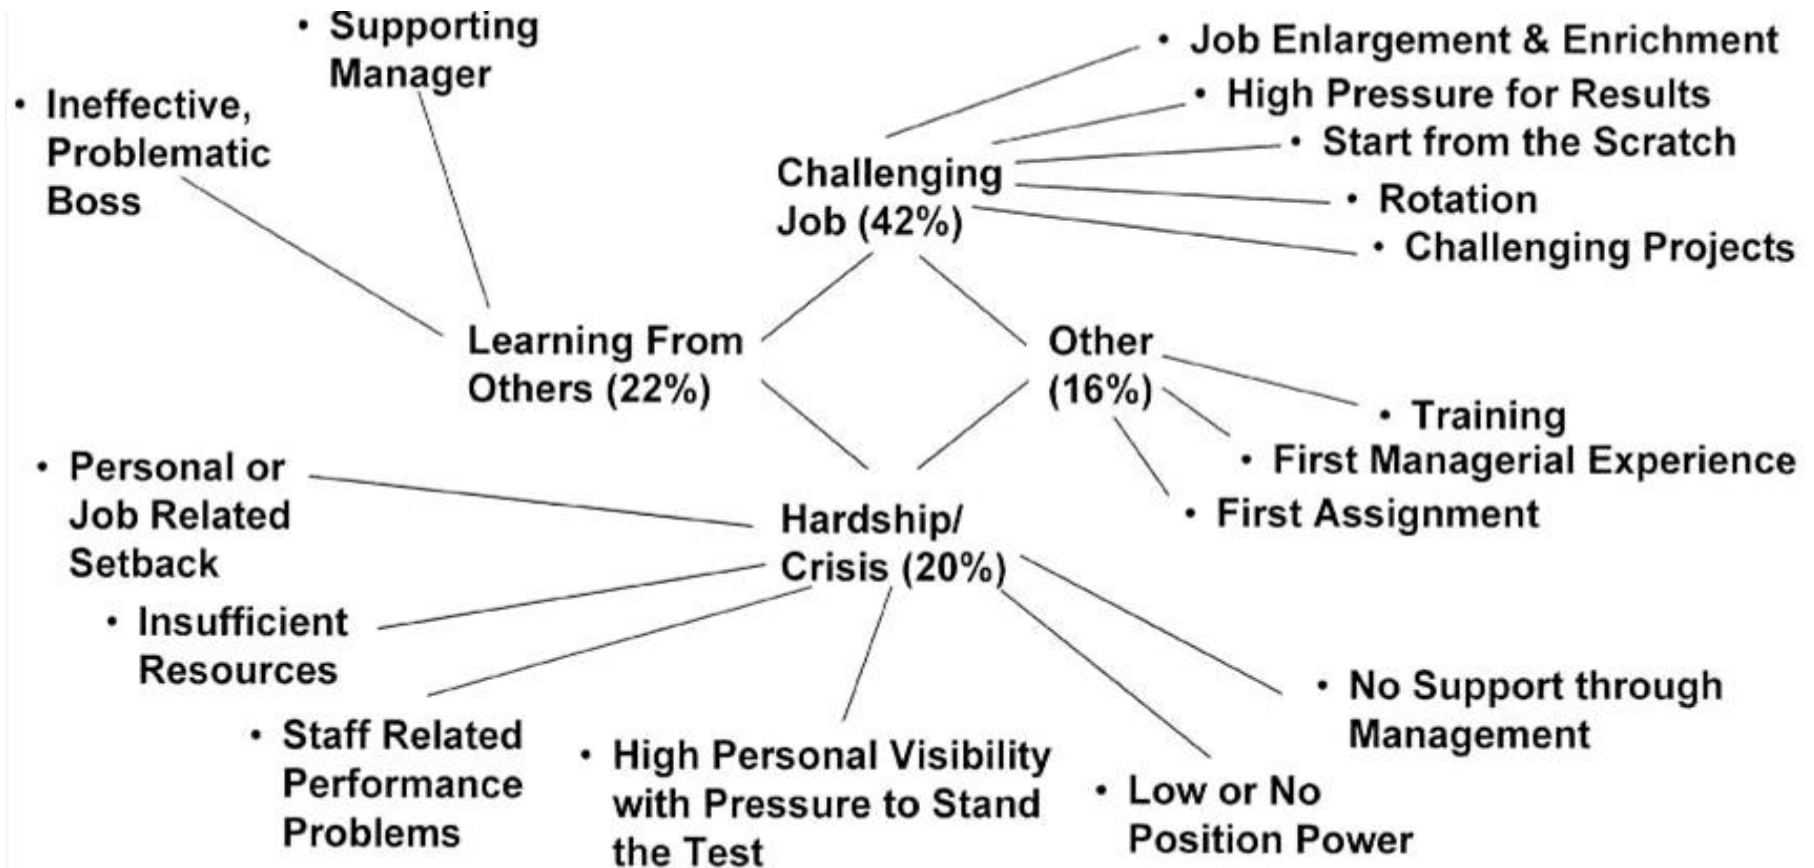 • Supporting
Manager
• Ineffective,
Problematic
Boss
• Job Enlargement & Enrichment
• High Pressure for Results
• Start from the Scratch
• Rotation
• Challenging Projects
Challenging
Job (42%)
Learning From
Others (22%)
Other
(16%)
• Training
• First Managerial Experience
• First Assignment
• Personal or
Job Related
Setback
Hardship/
Crisis (20%)
• Insufficient
Resources
• Staff Related
Performance
Problems
• High Personal Visibility
with Pressure to Stand
the Test
• Low or No
Position Power
• No Support through
Management